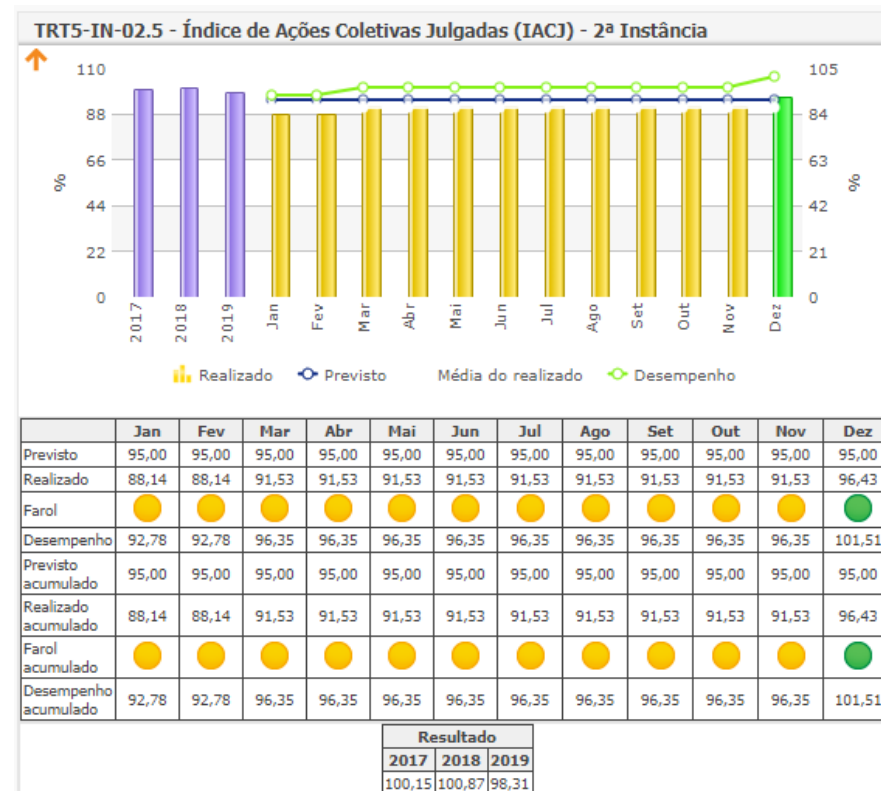 TRT5-IN-02.5 - Índice de Ações Coletivas Julgadas (IACJ) - 2ª Instância
110 105
88 84
66 63
% %
44 42
22 21
0 0
2017 2018 2019 Jan Fev Mar Abr Mai Jun Jul Ago Set Out Nov Dez
Realizado Previsto Média do realizado Desempenho
Jan Fev Mar Abr Mai Jun Jul Ago Set Out Nov Dez
Previsto 95,00 95,00 95,00 95,00 95,00 95,00 95,00 95,00 95,00 95,00 95,00 95,00
Realizado 88,14 88,14 91,53 91,53 91,53 91,53 91,53 91,53 91,53 91,53 91,53 96,43
Farol
Desempenho 92,78 92,78 96,35 96,35 96,35 96,35 96,35 96,35 96,35 96,35 96,35 101,51
Previsto
acumulado 95,00 95,00 95,00 95,00 95,00 95,00 95,00 95,00 95,00 95,00 95,00 95,00
Realizado
acumulado 88,14 88,14 91,53 91,53 91,53 91,53 91,53 91,53 91,53 91,53 91,53 96,43
Farol
acumulado
Desempenho
acumulado 92,78 92,78 96,35 96,35 96,35 96,35 96,35 96,35 96,35 96,35 96,35 101,51
Resultado
2017 2018 2019
100,15 100,87 98,31